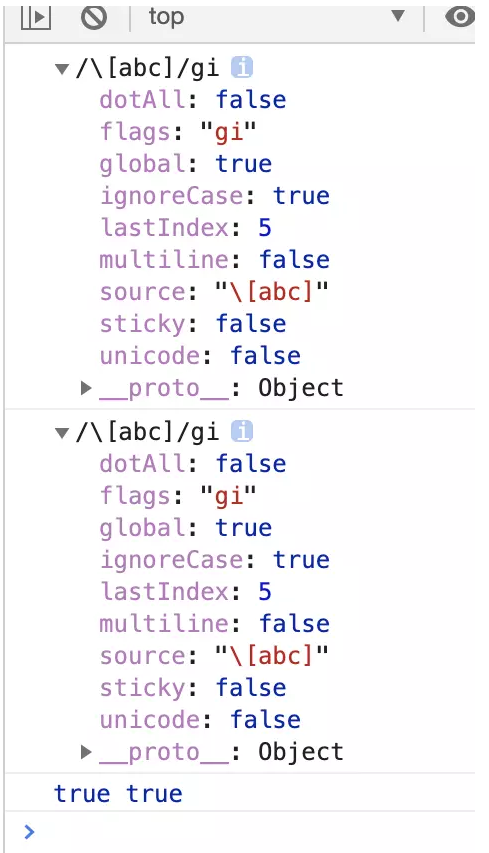 top
/\[abc]/gi i
dotAll: false
flags: "gi"
global: true
ignoreCase: true
lastIndex: 5
multiline: false
source: "\[abc]"
sticky: false
unicode: false
__proto__: Object
/\[abc]/gi i
dotAll: false
flags: "gi"
global: true
ignoreCase: true
lastIndex: 5
multiline: false
source: "\[abc]"
sticky: false
unicode: false
__proto__: Object
true true